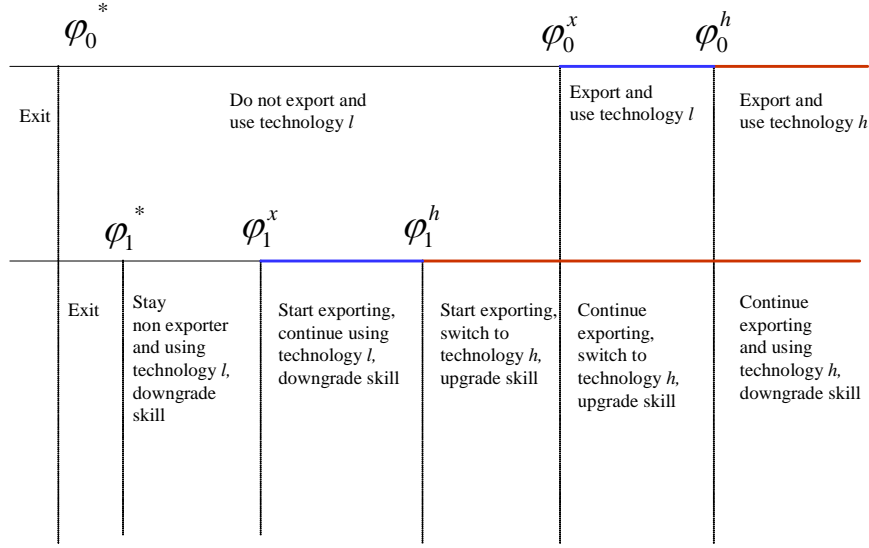 φ₀*
φ₀ˣ
φ₀ʰ
Exit
Do not export and
use technology l
Export and
use technology l
Export and
use technology h
φ₁*
φ₁ˣ
φ₁ʰ
Exit
Stay
non exporter
and using
technology l,
downgrade
skill
Start exporting,
continue using
technology l,
downgrade skill
Start exporting,
switch to
technology h,
upgrade skill
Continue
exporting,
switch to
technology h,
upgrade skill
Continue
exporting
and using
technology h,
downgrade skill